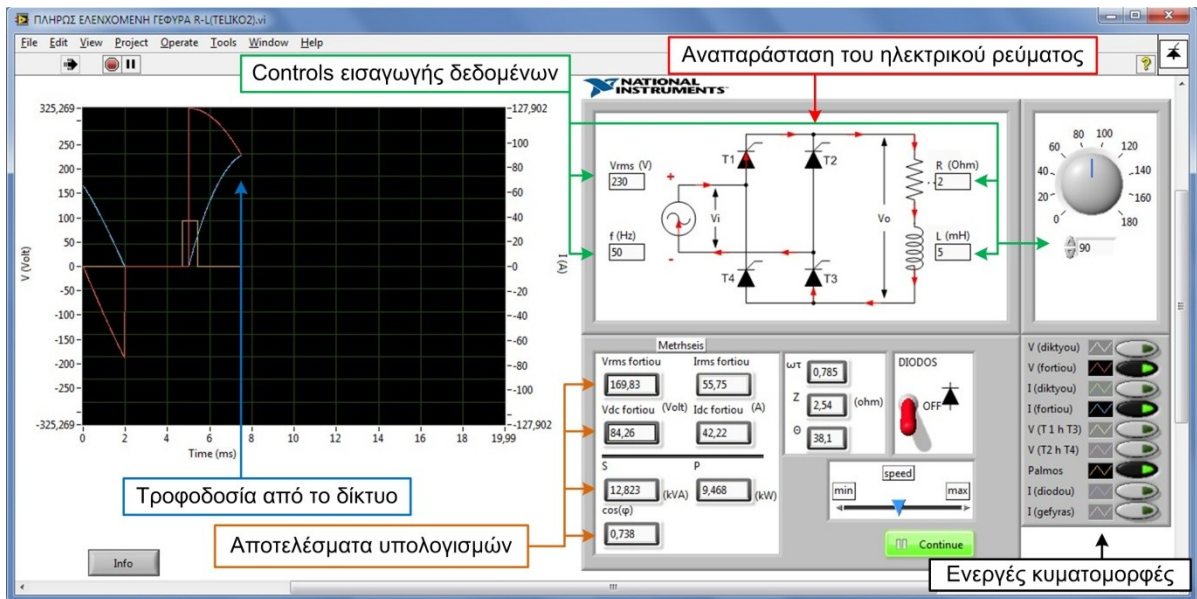 ΠΛΗΡΩΣ ΕΛΕΝΧΟΜΕΝΗ ΓΕΦΥΡΑ R-L(TELIKO2).vi
File Edit View Project Operate Tools Window Help
Αναπαράσταση του ηλεκτρικού ρεύματος
Controls εισαγωγής δεδομένων
NATIONAL
INSTRUMENTS
325,269
250
200
150
100
50
0
-50
-100
-150
-200
-250
-325,269
V (Volt)
-127,902
-100
-80
-60
-40
-20
-0
--20
--40
--60
--80
--100
--127,902
I (A)
0 2 4 6 8 10 12 14 16 18 19,99
Time (ms)
Τροφοδοσία από το δίκτυο
Αποτελέσματα υπολογισμών
Info
Vrms (V)
230
f (Hz)
50
+
Vi
-
T1
T2
T4
T3
Vo
R (Ohm)
2
L (mH)
5
0 20 40 60 80 100 120 140 160 180
90
Metrhseis
Vrms fortiou Irms fortiou
169,83 55,75
Vdc fortiou (Volt) Idc fortiou (A)
84,26 42,22
S P
12,823 (kVA) 9,468 (kW)
cos(φ)
0,738
ωτ 0,785
Z 2,54 (ohm)
Θ 38,1
DIODOS
OFF
speed
min max
Continue
V (diktyou)
V (fortiou)
I (diktyou)
I (fortiou)
V (T 1 h T3)
V (T2 h T4)
Palmos
I (diodou)
I (gefyras)
Ενεργές κυματομορφές